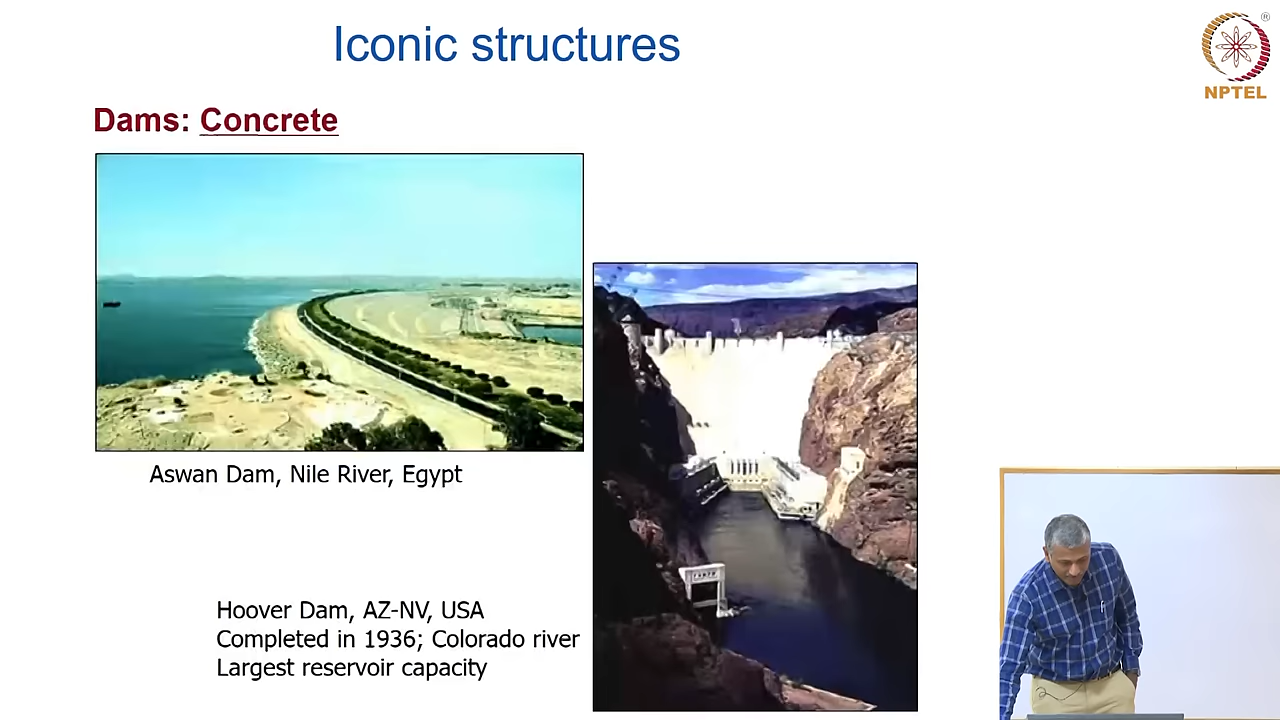 Iconic structures
®
NPTEL
Dams: Concrete
Aswan Dam, Nile River, Egypt
Hoover Dam, AZ-NV, USA
Completed in 1936; Colorado river
Largest reservoir capacity